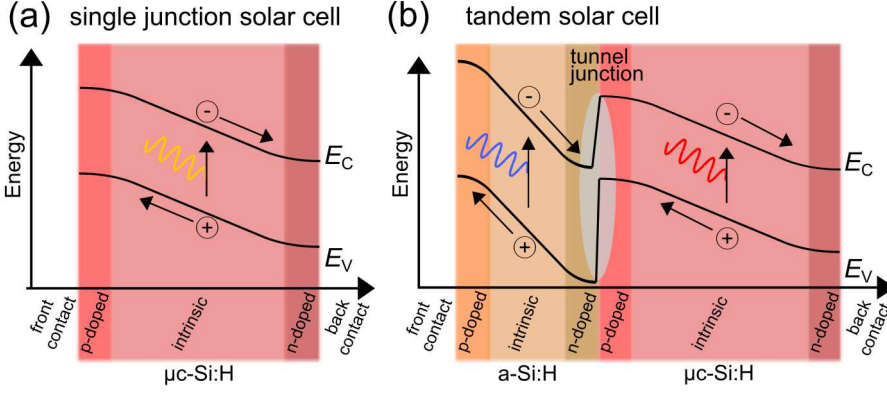 (a) single junction solar cell
Energy
-
+
E_C
E_V
front
contact
p-doped
intrinsic
n-doped
back
contact
µc-Si:H
(b) tandem solar cell
tunnel
junction
Energy
-
+
-
+
E_C
E_V
front
contact
p-doped
intrinsic
n-doped
p-doped
intrinsic
n-doped
back
contact
a-Si:H
µc-Si:H